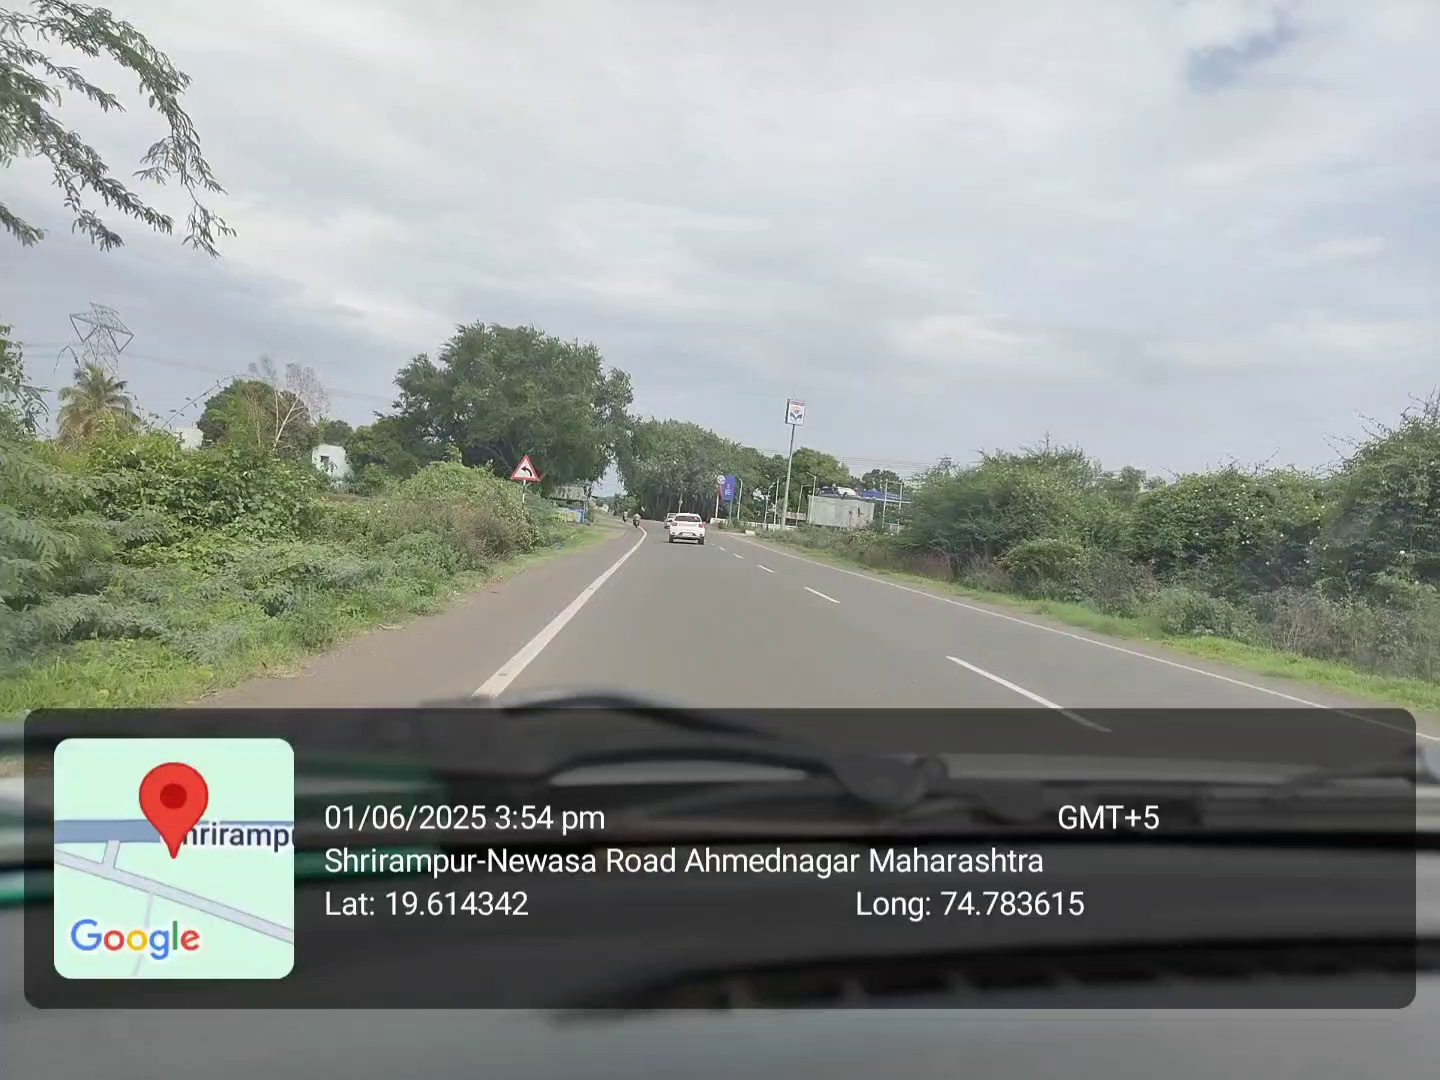 01/06/2025 3:54 pm GMT+5
Shrirampur-Newasa Road Ahmednagar Maharashtra
Lat: 19.614342 Long: 74.783615
hrirampu
Google